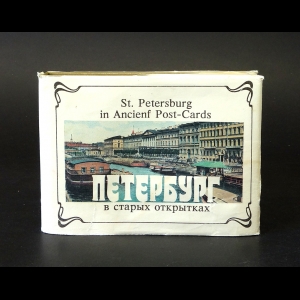 St. Petersburg
in Ancienf Post-Cards
ПЕТЕРБУРГ
в старых открытках